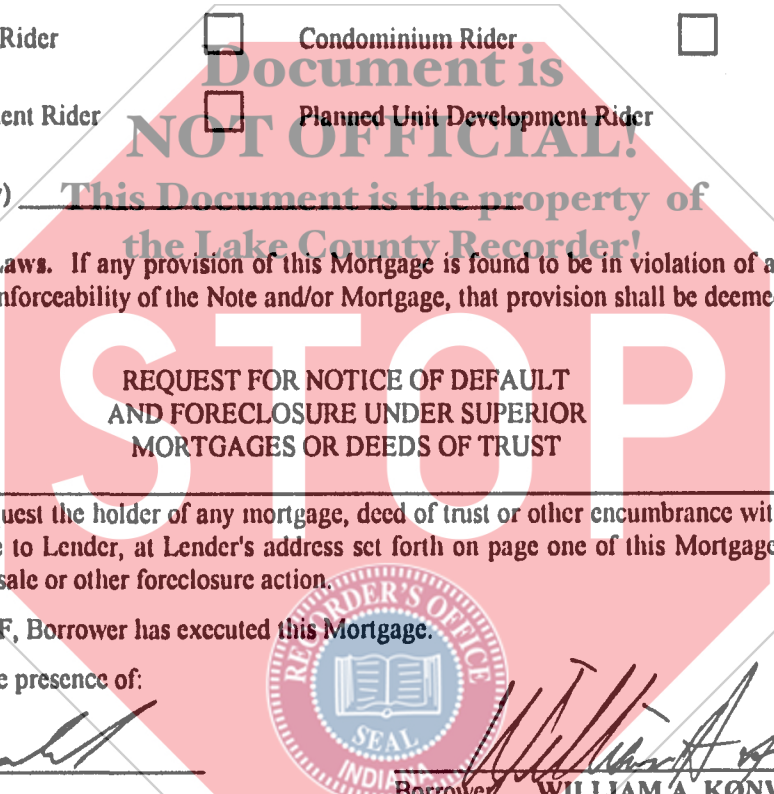 Rider Condominium Rider
Document is
ent Rider Planned Unit Development Rider
NOT OFFICIAL!
This Document is the property of
the Lake County Recorder!
aws. If any provision of this Mortgage is found to be in violation of a
nforceability of the Note and/or Mortgage, that provision shall be deeme
STOP
REQUEST FOR NOTICE OF DEFAULT
AND FORECLOSURE UNDER SUPERIOR
MORTGAGES OR DEEDS OF TRUST
uest the holder of any mortgage, deed of trust or other encumbrance wit
e to Lender, at Lender's address set forth on page one of this Mortgage
sale or other foreclosure action.
F, Borrower has executed this Mortgage.
e presence of:
RECORDER'S OFFICE
SEAL
INDIANA
William A
Borrower WILLIAM A. KONW